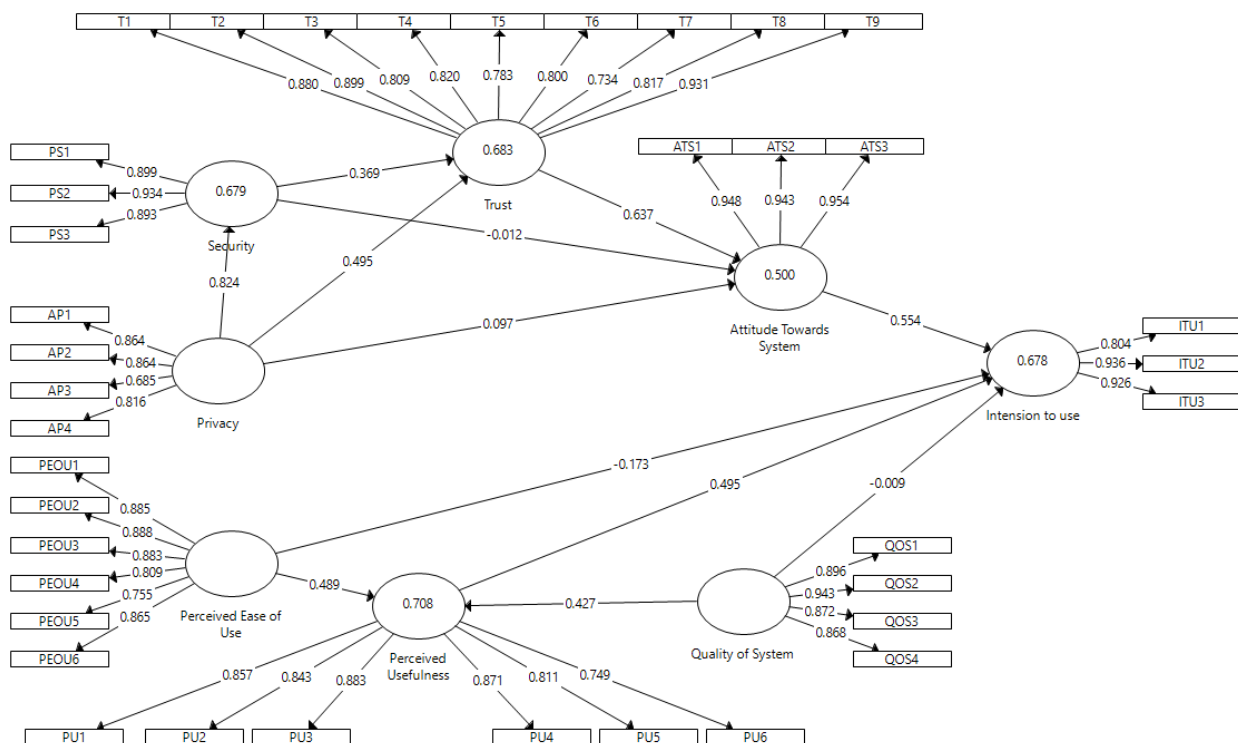 T1 T2 T3 T4 T5 T6 T7 T8 T9
0.880 0.899 0.809 0.820 0.783 0.800 0.734 0.817 0.931
0.683
Trust
ATS1 ATS2 ATS3
0.948 0.943 0.954
PS1
PS2
PS3
0.899
0.934
0.893
0.679
Security
0.369
0.637
-0.012
0.495
0.824
0.500
Attitude Towards
System
0.097
0.554
AP1
AP2
AP3
AP4
0.864
0.864
0.685
0.816
Privacy
0.678
Intension to use
0.804
0.936
0.926
ITU1
ITU2
ITU3
PEOU1
PEOU2
PEOU3
PEOU4
PEOU5
PEOU6
0.885
0.888
0.883
0.809
0.755
0.865
Perceived Ease of
Use
-0.173
0.495
-0.009
0.489
0.708
Perceived
Usefulness
0.427
Quality of System
0.896
0.943
0.872
0.868
QOS1
QOS2
QOS3
QOS4
0.857 0.843 0.883 0.871 0.811 0.749
PU1 PU2 PU3 PU4 PU5 PU6